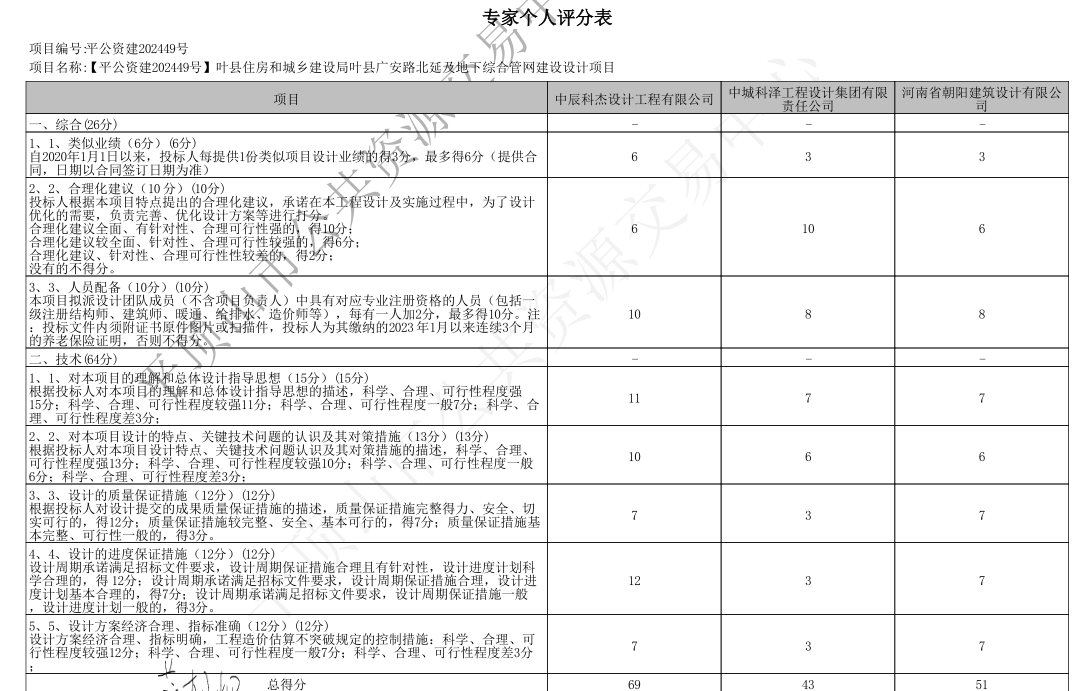 专家个人评分表
项目编号:平公资建202449号
项目名称:【平公资建202449号】叶县住房和城乡建设局叶县广安路北延及地下综合管网建设设计项目
项目 中辰科杰设计工程有限公司 中城科泽工程设计集团有限责任公司 河南省朝阳建筑设计有限公司
一、综合(26分) – – –
1、1、类似业绩（6分）(6分)
自2020年1月1日以来，投标人每提供1份类似项目设计业绩的得3分，最多得6分（提供合
同，日期以合同签订日期为准）
6 3 3
2、2、合理化建议（10 分）(10分)
投标人根据本项目特点提出的合理化建议，承诺在本工程设计及实施过程中，为了设计
优化的需要，负责完善、优化设计方案等进行打分。
合理化建议全面、有针对性、合理可行性强的，得10分；
合理化建议较全面、针对性、合理可行性较强的，得6分；
合理化建议、针对性、合理可行性性较差的，得2分；
没有的不得分。
6 10 6
3、3、人员配备（10分）(10分)
本项目拟派设计团队成员（不含项目负责人）中具有对应专业注册资格的人员（包括一
级注册结构师、建筑师、暖通、给排水、造价师等），每有一人加2分，最多得10分。注
：投标文件内须附证书原件图片或扫描件，投标人为其缴纳的2023 年1月以来连续3个月
的养老保险证明，否则不得分。
10 8 8
二、技术(64分) – – –
1、1、对本项目的理解和总体设计指导思想（15分）(15分)
根据投标人对本项目的理解和总体设计指导思想的描述，科学、合理、可行性程度强
15分；科学、合理、可行性程度较强11分；科学、合理、可行性程度一般7分；科学、合
理、可行性程度差3分；
11 7 7
2、2、对本项目设计的特点、关键技术问题的认识及其对策措施（13分）(13分)
根据投标人对本项目设计特点、关键技术问题认识及其对策措施的描述，科学、合理、
可行性程度强13分；科学、合理、可行性程度较强10分；科学、合理、可行性程度一般
6分；科学、合理、可行性程度差3分；
10 6 6
3、3、设计的质量保证措施（12分）(12分)
根据投标人对设计提交的成果质量保证措施的描述，质量保证措施完整得力、安全、切
实可行的，得12分；质量保证措施较完整、安全、基本可行的，得7分；质量保证措施基
本完整、可行性一般的，得3分。
7 3 7
4、4、设计的进度保证措施（12分）(12分)
设计周期承诺满足招标文件要求，设计周期保证措施合理且有针对性，设计进度计划科
学合理的，得 12分；设计周期承诺满足招标文件要求，设计周期保证措施合理，设计进
度计划基本合理的，得7分；设计周期承诺满足招标文件要求，设计周期保证措施一般
，设计进度计划一般的，得3分。
12 3 7
5、5、设计方案经济合理、指标准确（12分）(12分)
设计方案经济合理、指标明确，工程造价估算不突破规定的控制措施：科学、合理、可
行性程度较强12分；科学、合理、可行性程度一般7分；科学、合理、可行性程度差3分
；
7 3 7
总得分 69 43 51
平顶山市公共资源交易中心
平顶山市公共资源交易中心